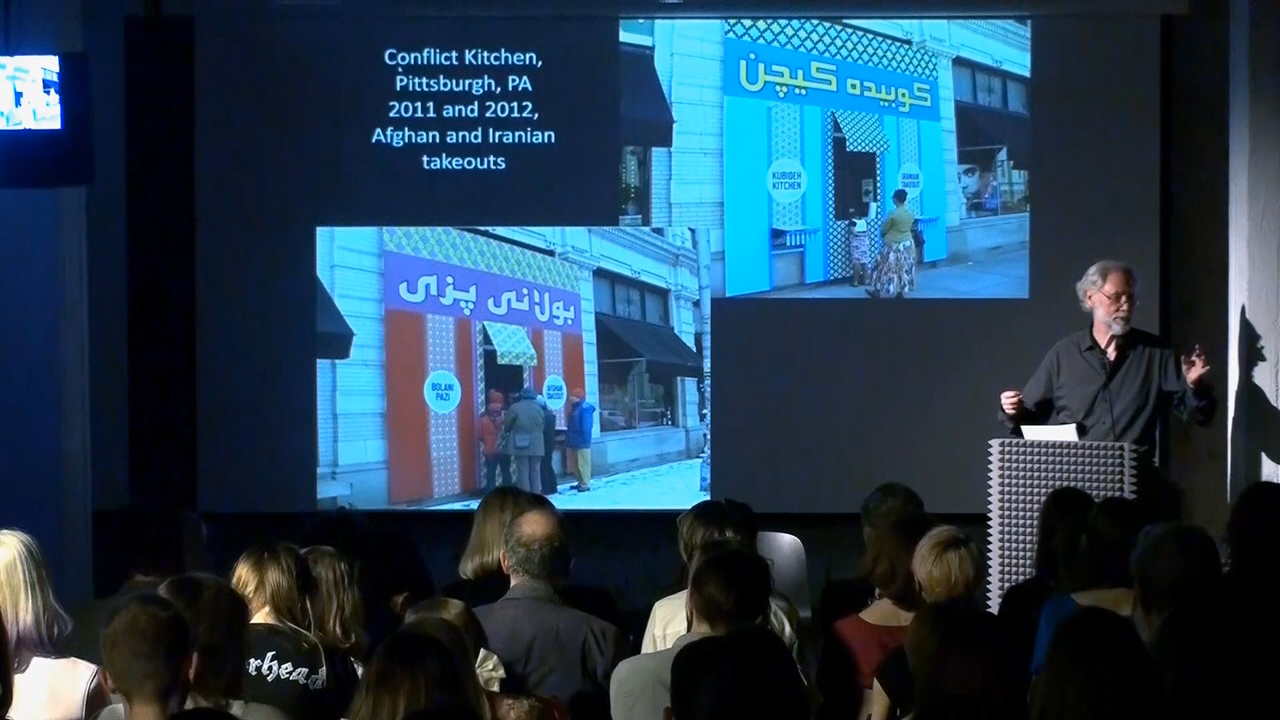 Conflict Kitchen,
Pittsburgh, PA
2011 and 2012,
Afghan and Iranian
takeouts
کوبیده کیچن
KUBIDEH
KITCHEN
IRANIAN
TAKEOUT
بولانی پزی
BOLANI
PAZI
AFGHAN
TAKEOUT
rhead